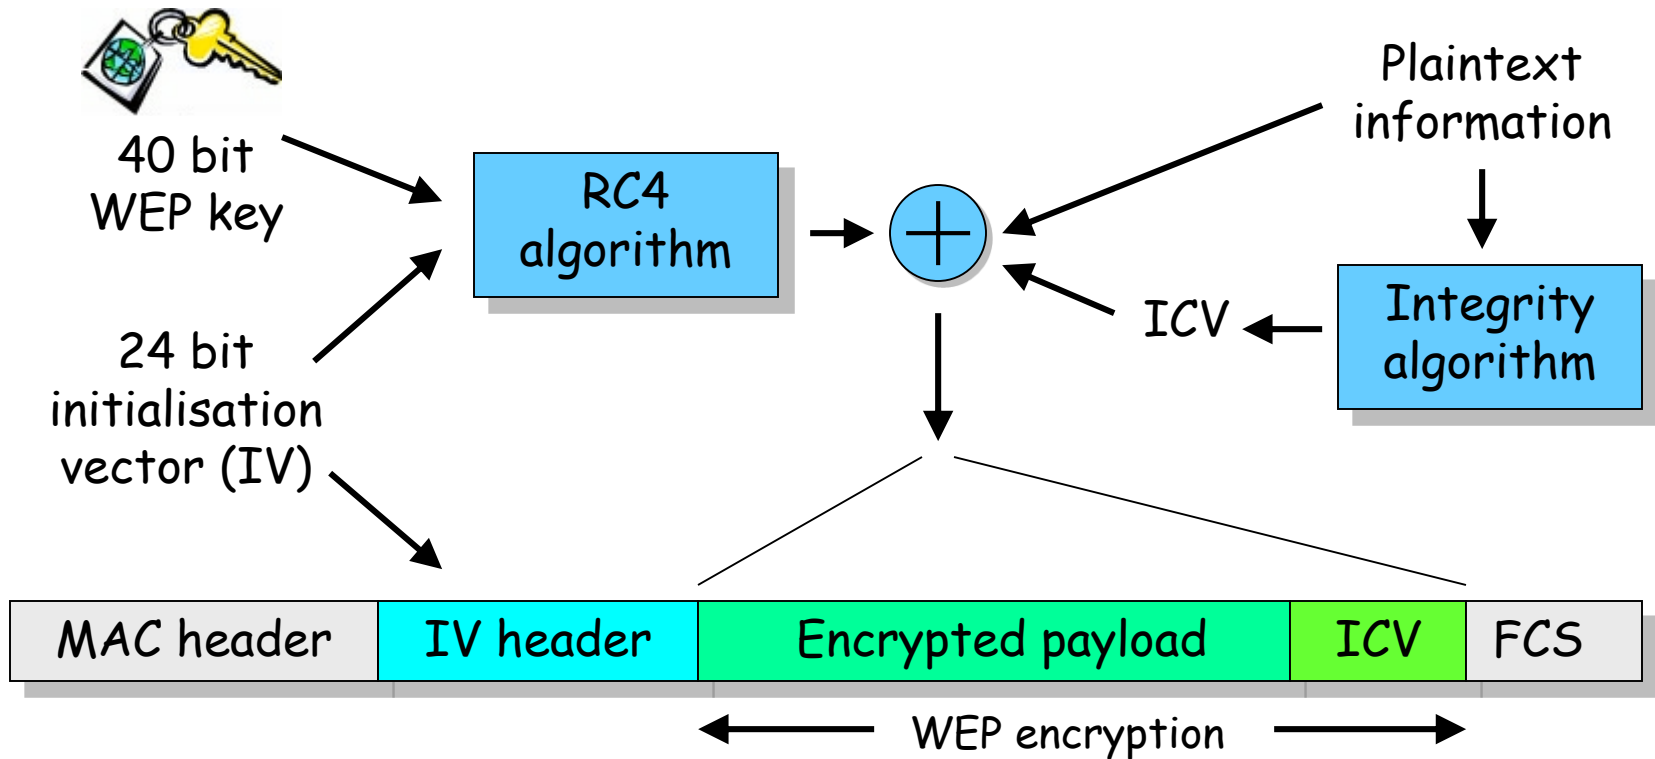 40 bit
WEP key
24 bit
initialisation
vector (IV)
RC4
algorithm
Plaintext
information
Integrity
algorithm
ICV
MAC header
IV header
Encrypted payload
ICV
FCS
WEP encryption